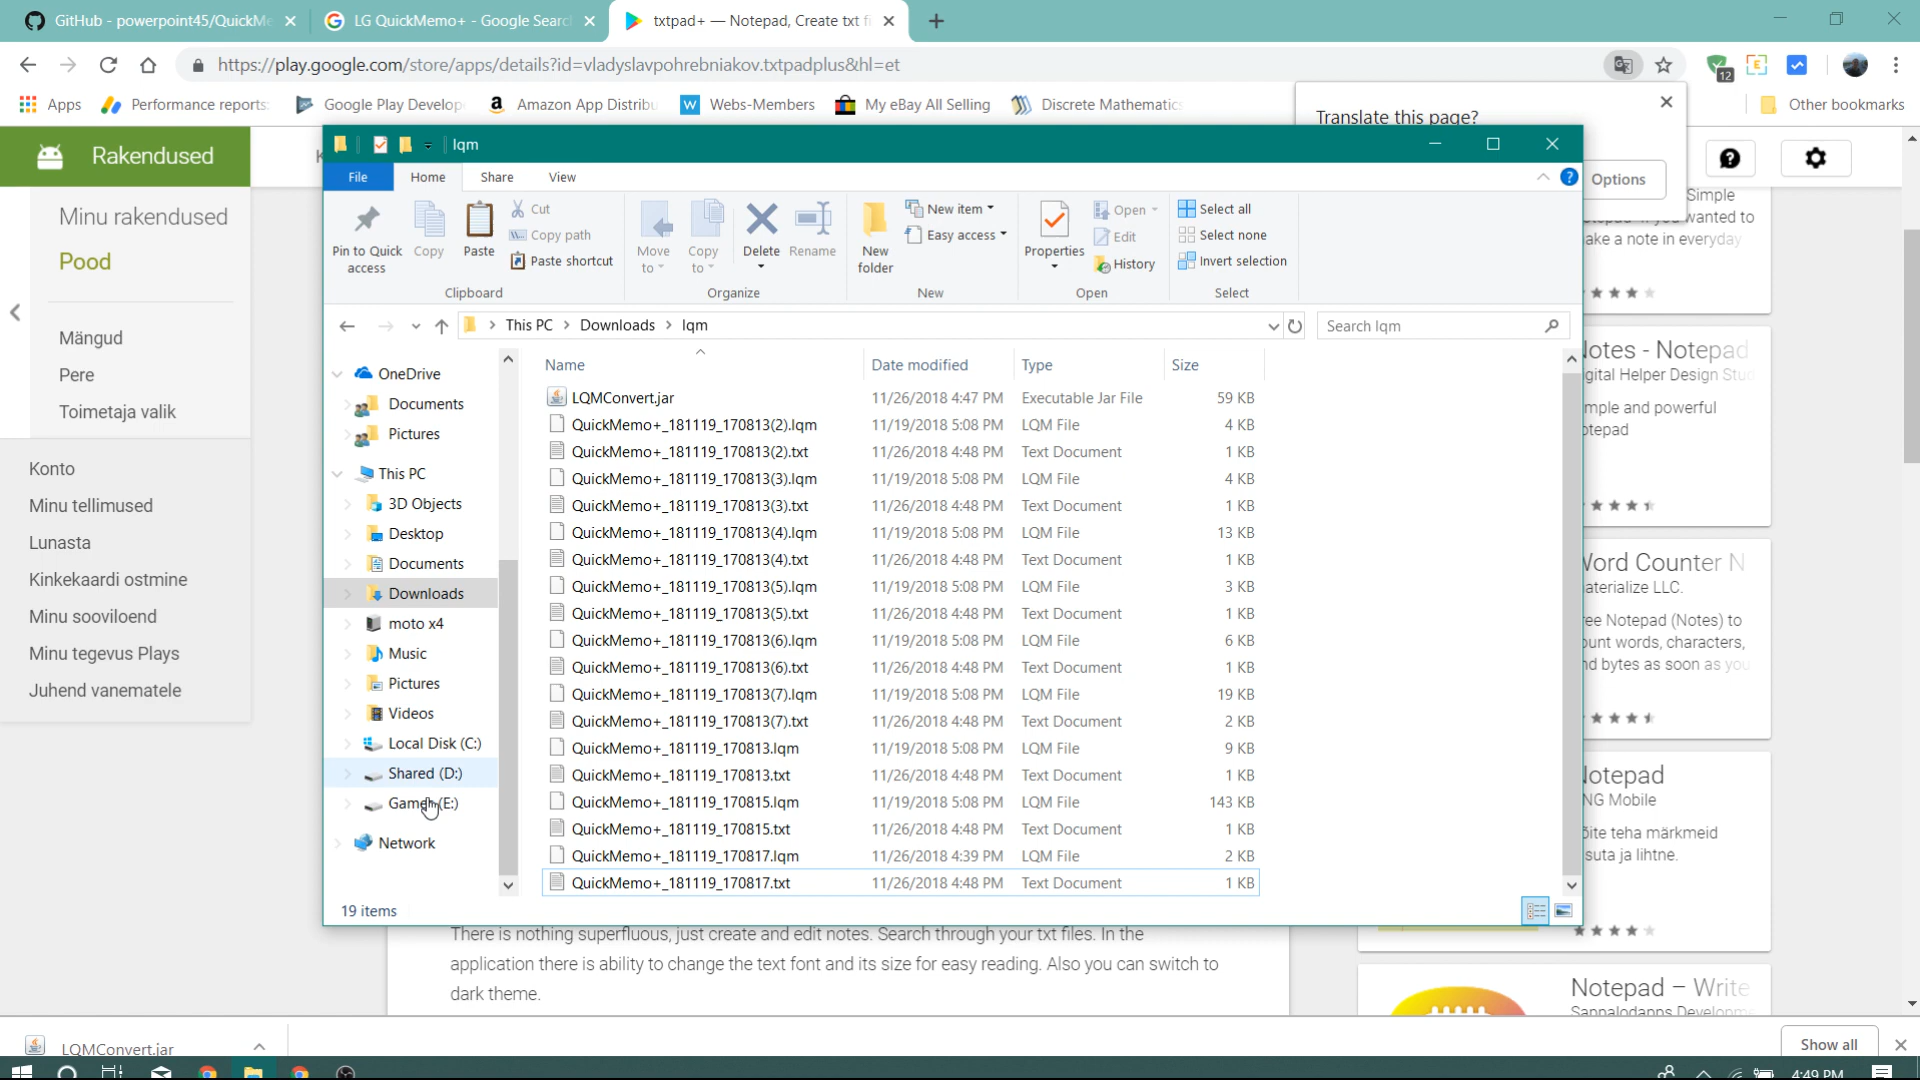 GitHub - powerpoint45/QuickMe
LG QuickMemo+ - Google Search
txtpad+ — Notepad, Create txt fi
https://play.google.com/store/apps/details?id=vladyslavpohrebniakov.txtpadplus&hl=et
12
Apps
Performance reports:
Google Play Develop
Amazon App Distribu
Webs-Members
My eBay All Selling
Discrete Mathematics
Other bookmarks
Translate this page?
Options
Rakendused
Minu rakendused
Pood
Mängud
Pere
Toimetaja valik
Konto
Minu tellimused
Lunasta
Kinkekaardi ostmine
Minu sooviloend
Minu tegevus Plays
Juhend vanematele
lqm
File
Home
Share
View
Pin to Quick access
Copy
Paste
Cut
Copy path
Paste shortcut
Clipboard
Move to
Copy to
Delete
Rename
Organize
New folder
New item
Easy access
New
Properties
Open
Edit
History
Open
Select all
Select none
Invert selection
Select
This PC > Downloads > lqm
Search lqm
OneDrive
Documents
Pictures
This PC
3D Objects
Desktop
Documents
Downloads
moto x4
Music
Pictures
Videos
Local Disk (C:)
Shared (D:)
(E:)
Network
Name Date modified Type Size
LQMConvert.jar 11/26/2018 4:47 PM Executable Jar File 59 KB
QuickMemo+_181119_170813(2).lqm 11/19/2018 5:08 PM LQM File 4 KB
QuickMemo+_181119_170813(2).txt 11/26/2018 4:48 PM Text Document 1 KB
QuickMemo+_181119_170813(3).lqm 11/19/2018 5:08 PM LQM File 4 KB
QuickMemo+_181119_170813(3).txt 11/26/2018 4:48 PM Text Document 1 KB
QuickMemo+_181119_170813(4).lqm 11/19/2018 5:08 PM LQM File 13 KB
QuickMemo+_181119_170813(4).txt 11/26/2018 4:48 PM Text Document 1 KB
QuickMemo+_181119_170813(5).lqm 11/19/2018 5:08 PM LQM File 3 KB
QuickMemo+_181119_170813(5).txt 11/26/2018 4:48 PM Text Document 1 KB
QuickMemo+_181119_170813(6).lqm 11/19/2018 5:08 PM LQM File 6 KB
QuickMemo+_181119_170813(6).txt 11/26/2018 4:48 PM Text Document 1 KB
QuickMemo+_181119_170813(7).lqm 11/19/2018 5:08 PM LQM File 19 KB
QuickMemo+_181119_170813(7).txt 11/26/2018 4:48 PM Text Document 2 KB
QuickMemo+_181119_170813.lqm 11/19/2018 5:08 PM LQM File 9 KB
QuickMemo+_181119_170813.txt 11/26/2018 4:48 PM Text Document 1 KB
QuickMemo+_181119_170815.lqm 11/19/2018 5:08 PM LQM File 143 KB
QuickMemo+_181119_170815.txt 11/26/2018 4:48 PM Text Document 1 KB
QuickMemo+_181119_170817.lqm 11/26/2018 4:39 PM LQM File 2 KB
QuickMemo+_181119_170817.txt 11/26/2018 4:48 PM Text Document 1 KB
19 items
Simple
wanted to
ake a note in everyday
Notes - Notepad
igital Helper Design Stud
mple and powerful
otepad
Word Counter N
aterialize LLC.
ree Notepad (Notes) to
ount words, characters,
nd bytes as soon as you
Notepad
NG Mobile
õite teha märkmeid
suta ja lihtne.
Notepad – Write
Sannalodapps Developme
There is nothing superfluous, just create and edit notes. Search through your txt files. In the
application there is ability to change the text font and its size for easy reading. Also you can switch to
dark theme.
LQMConvert.jar
Show all
4:49 PM